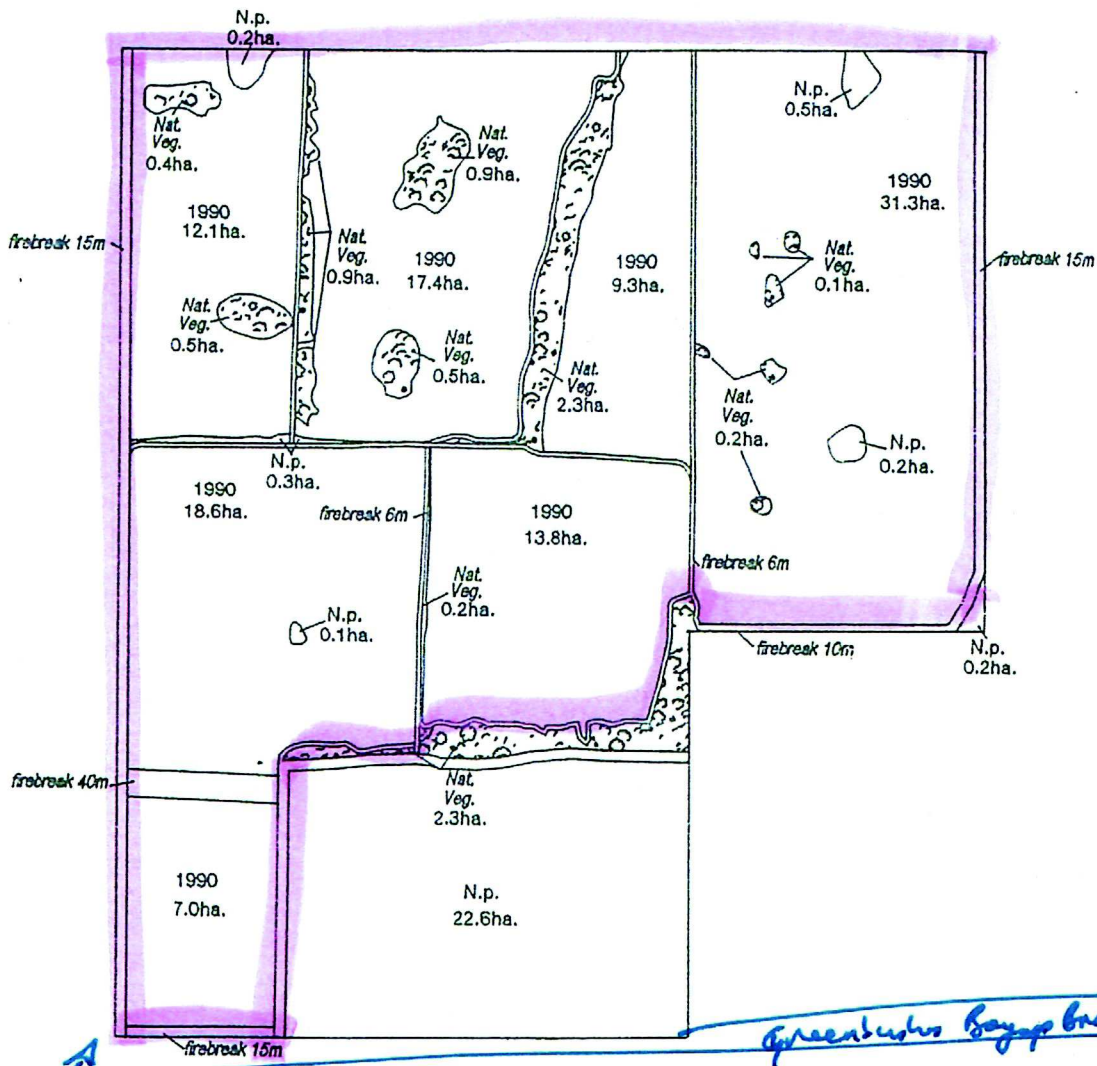 N.p.
0.2ha.
Nat.
Veg.
0.4ha.
1990
12.1ha.
firebreak 15m
Nat.
Veg.
0.5ha.
Nat.
Veg.
0.9ha.
Nat.
Veg.
0.9ha.
1990
17.4ha.
Nat.
Veg.
0.5ha.
1990
9.3ha.
Nat.
Veg.
2.3ha.
N.p.
0.5ha.
1990
31.3ha.
firebreak 15m
Nat.
Veg.
0.1ha.
Nat.
Veg.
0.2ha.
N.p.
0.2ha.
N.p.
0.3ha.
1990
18.6ha.
firebreak 6m
1990
13.8ha.
Nat.
Veg.
0.2ha.
firebreak 6m
N.p.
0.1ha.
firebreak 10m
N.p.
0.2ha.
firebreak 40m
Nat.
Veg.
2.3ha.
1990
7.0ha.
N.p.
22.6ha.
firebreak 15m
Greenbushes